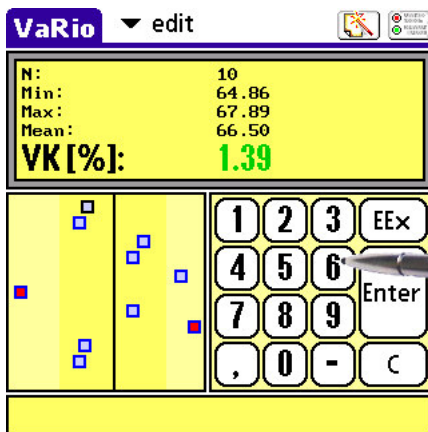 VaRio edit
N: 10
Min: 64.86
Max: 67.89
Mean: 66.50
VK[%]: 1.39
1 2 3 EEx
4 5 6
Enter
7 8 9
, 0 - C